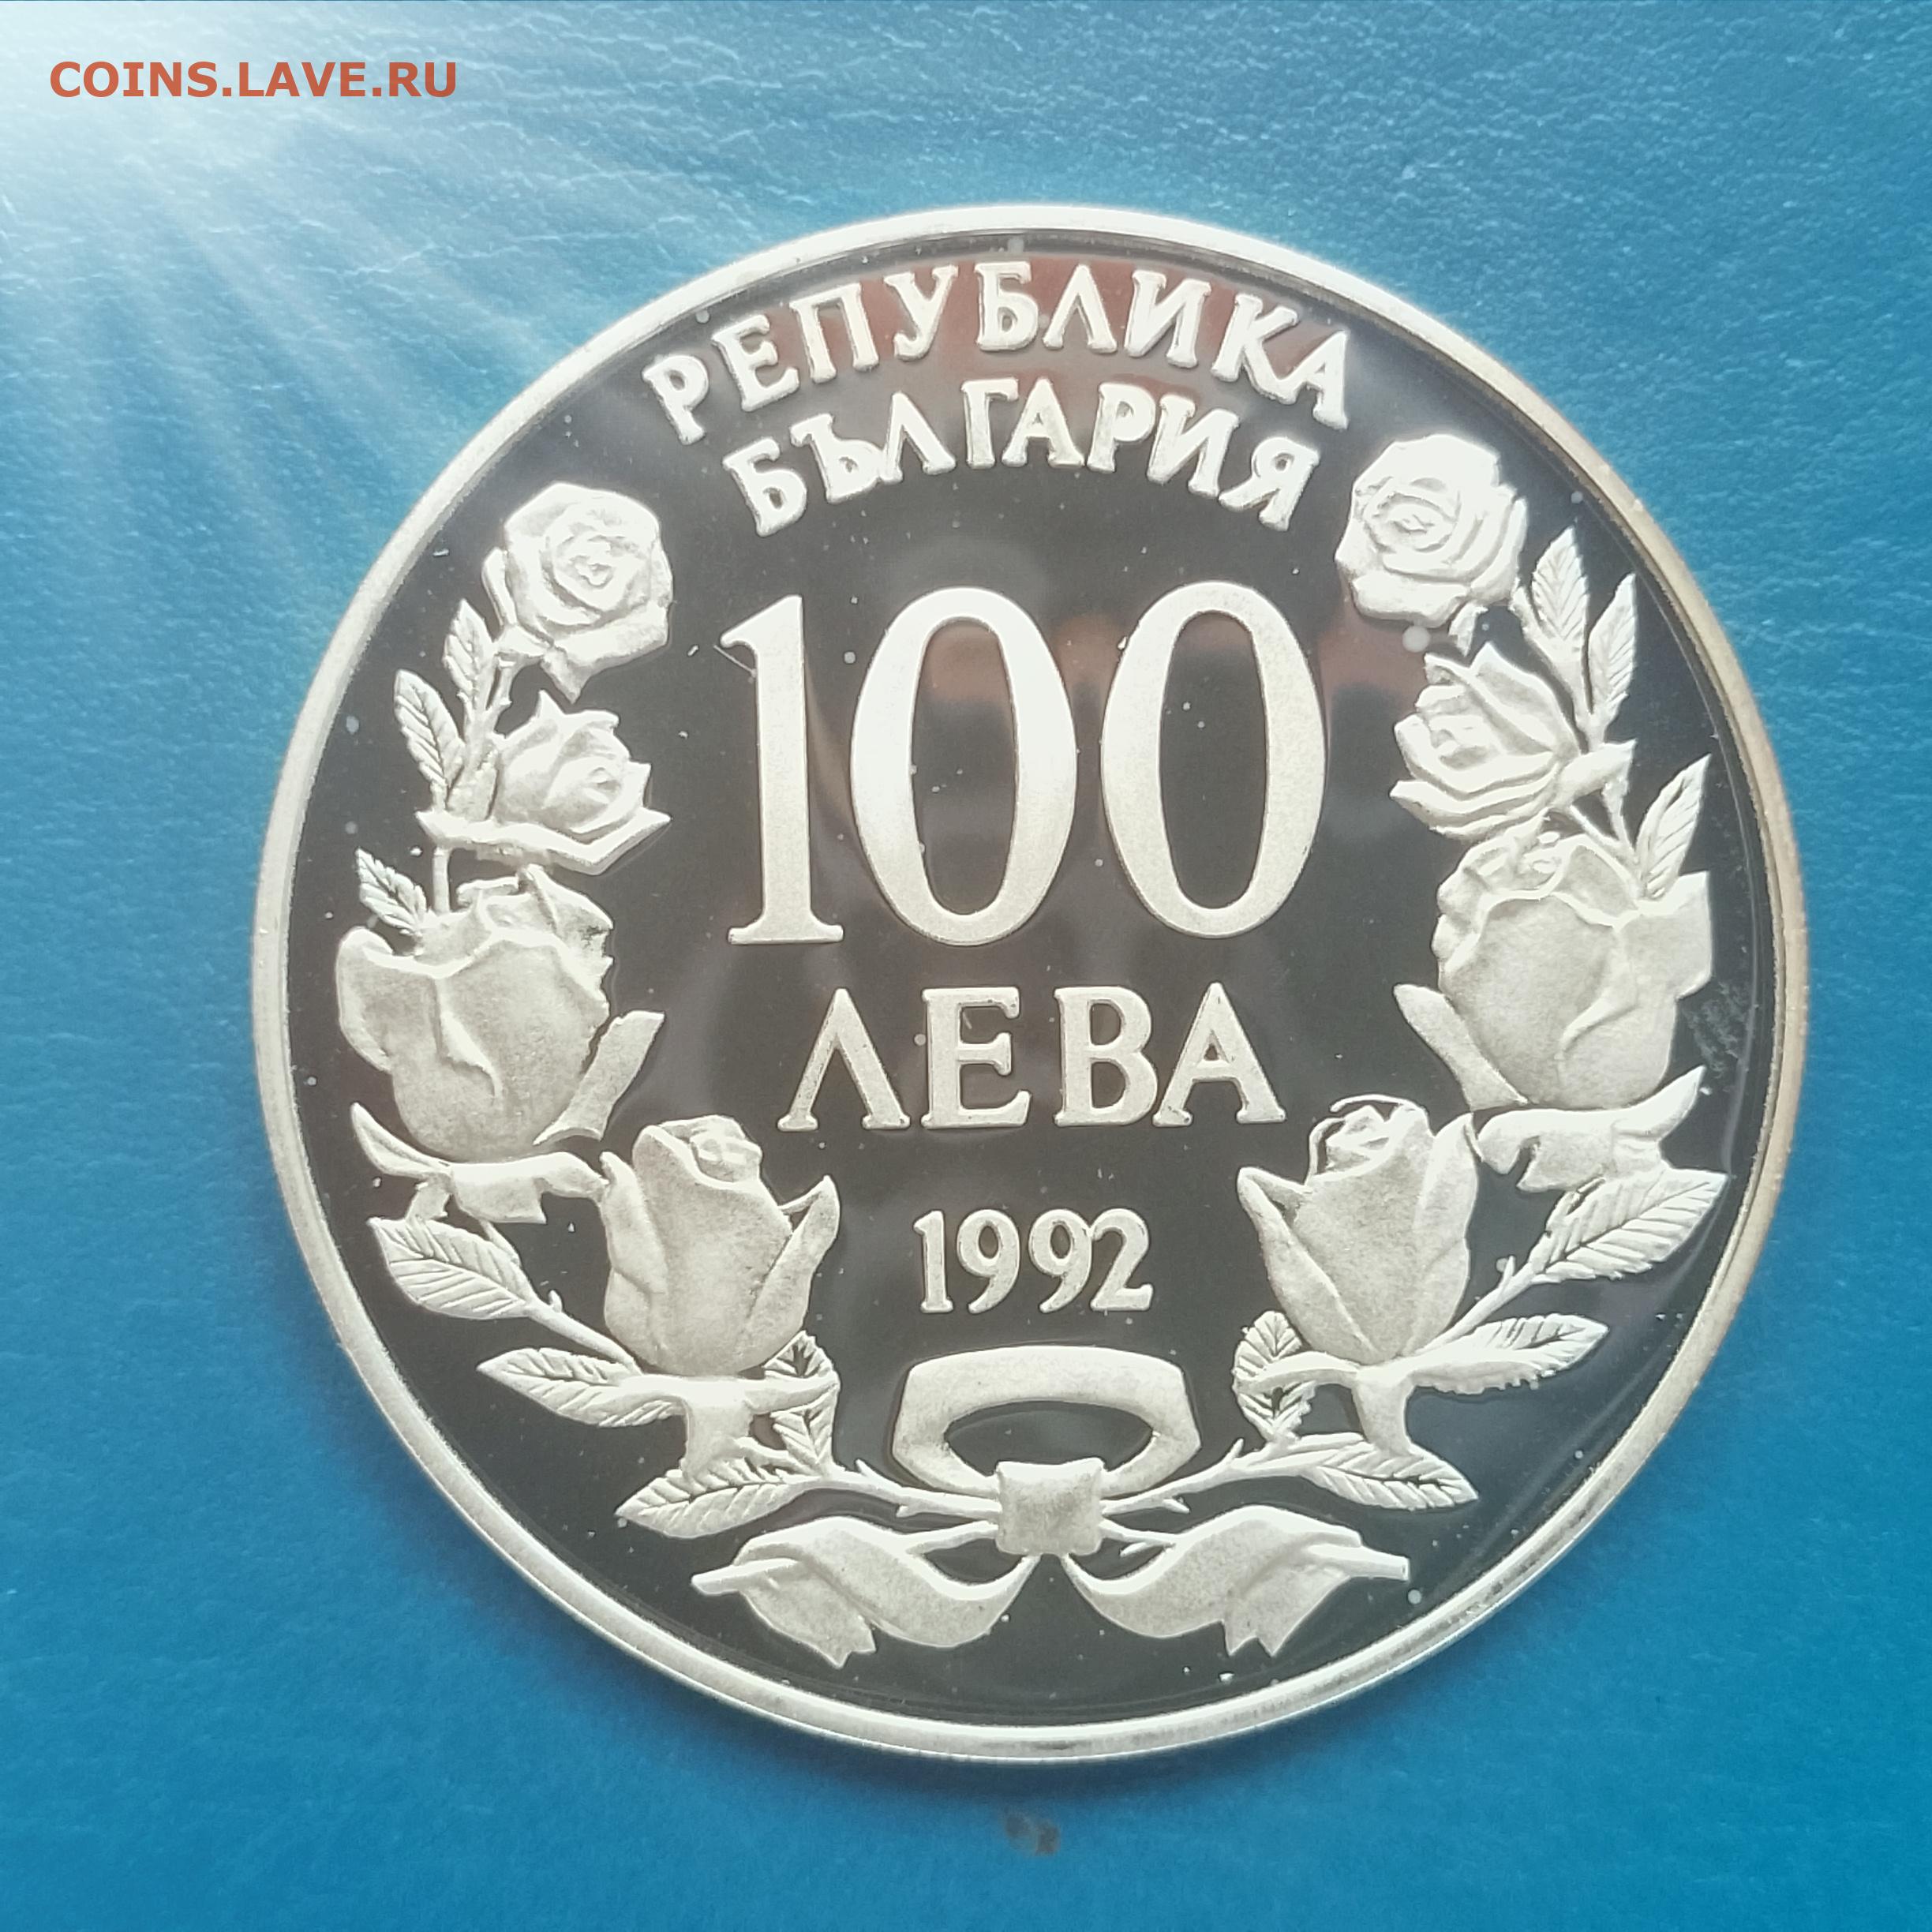 COINS.LAVE.RU
РЕПУБЛИКА
БЪЛГАРИЯ
100
ЛЕВА
1992